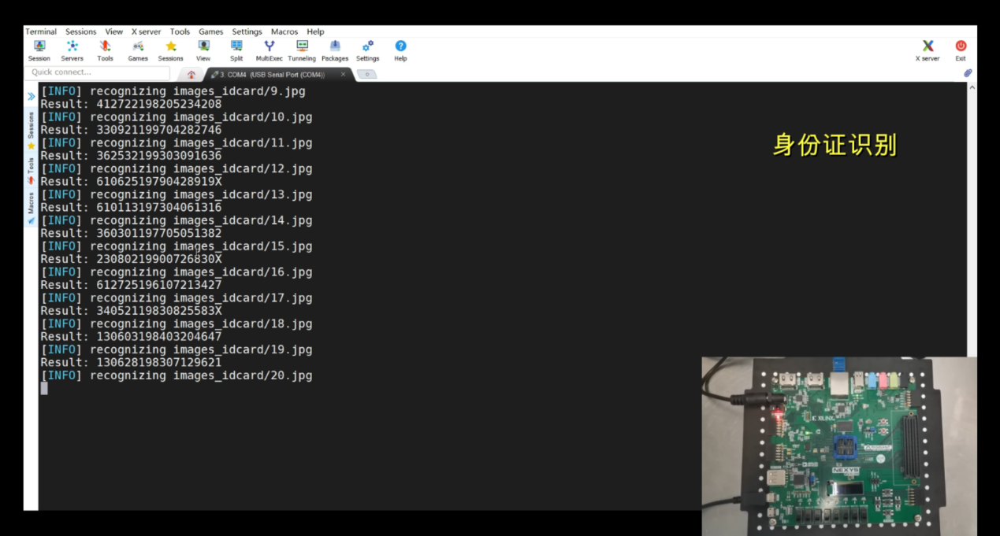 Terminal Sessions View X server Tools Games Settings Macros Help
Session Servers Tools Games Sessions View Split MultiExec Tunneling Packages Settings Help X server Exit
Quick connect...
3. COM4 (USB Serial Port (COM4))
[INFO] recognizing images_idcard/9.jpg
Result: 412722198205234208
[INFO] recognizing images_idcard/10.jpg
Result: 330921199704282746
[INFO] recognizing images_idcard/11.jpg
Result: 362532199303091636
[INFO] recognizing images_idcard/12.jpg
Result: 61062519790428919X
[INFO] recognizing images_idcard/13.jpg
Result: 610113197304061316
[INFO] recognizing images_idcard/14.jpg
Result: 360301197705051382
[INFO] recognizing images_idcard/15.jpg
Result: 23080219900726830X
[INFO] recognizing images_idcard/16.jpg
Result: 612725196107213427
[INFO] recognizing images_idcard/17.jpg
Result: 34052119830825583X
[INFO] recognizing images_idcard/18.jpg
Result: 130603198403204647
[INFO] recognizing images_idcard/19.jpg
Result: 130628198307129621
[INFO] recognizing images_idcard/20.jpg
Sessions
Tools
Macros
身份证识别
XILINX
NEXYS